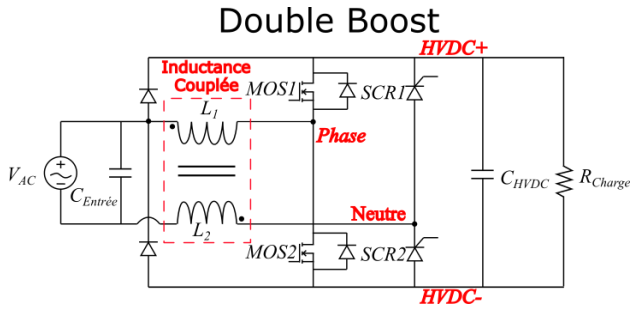 Double Boost
HVDC+
Inductance
Couplée
MOS1
SCR1
L1
Phase
+
VAC
CEntrée
CHVDC
RCharge
Neutre
L2
MOS2
SCR2
HVDC-